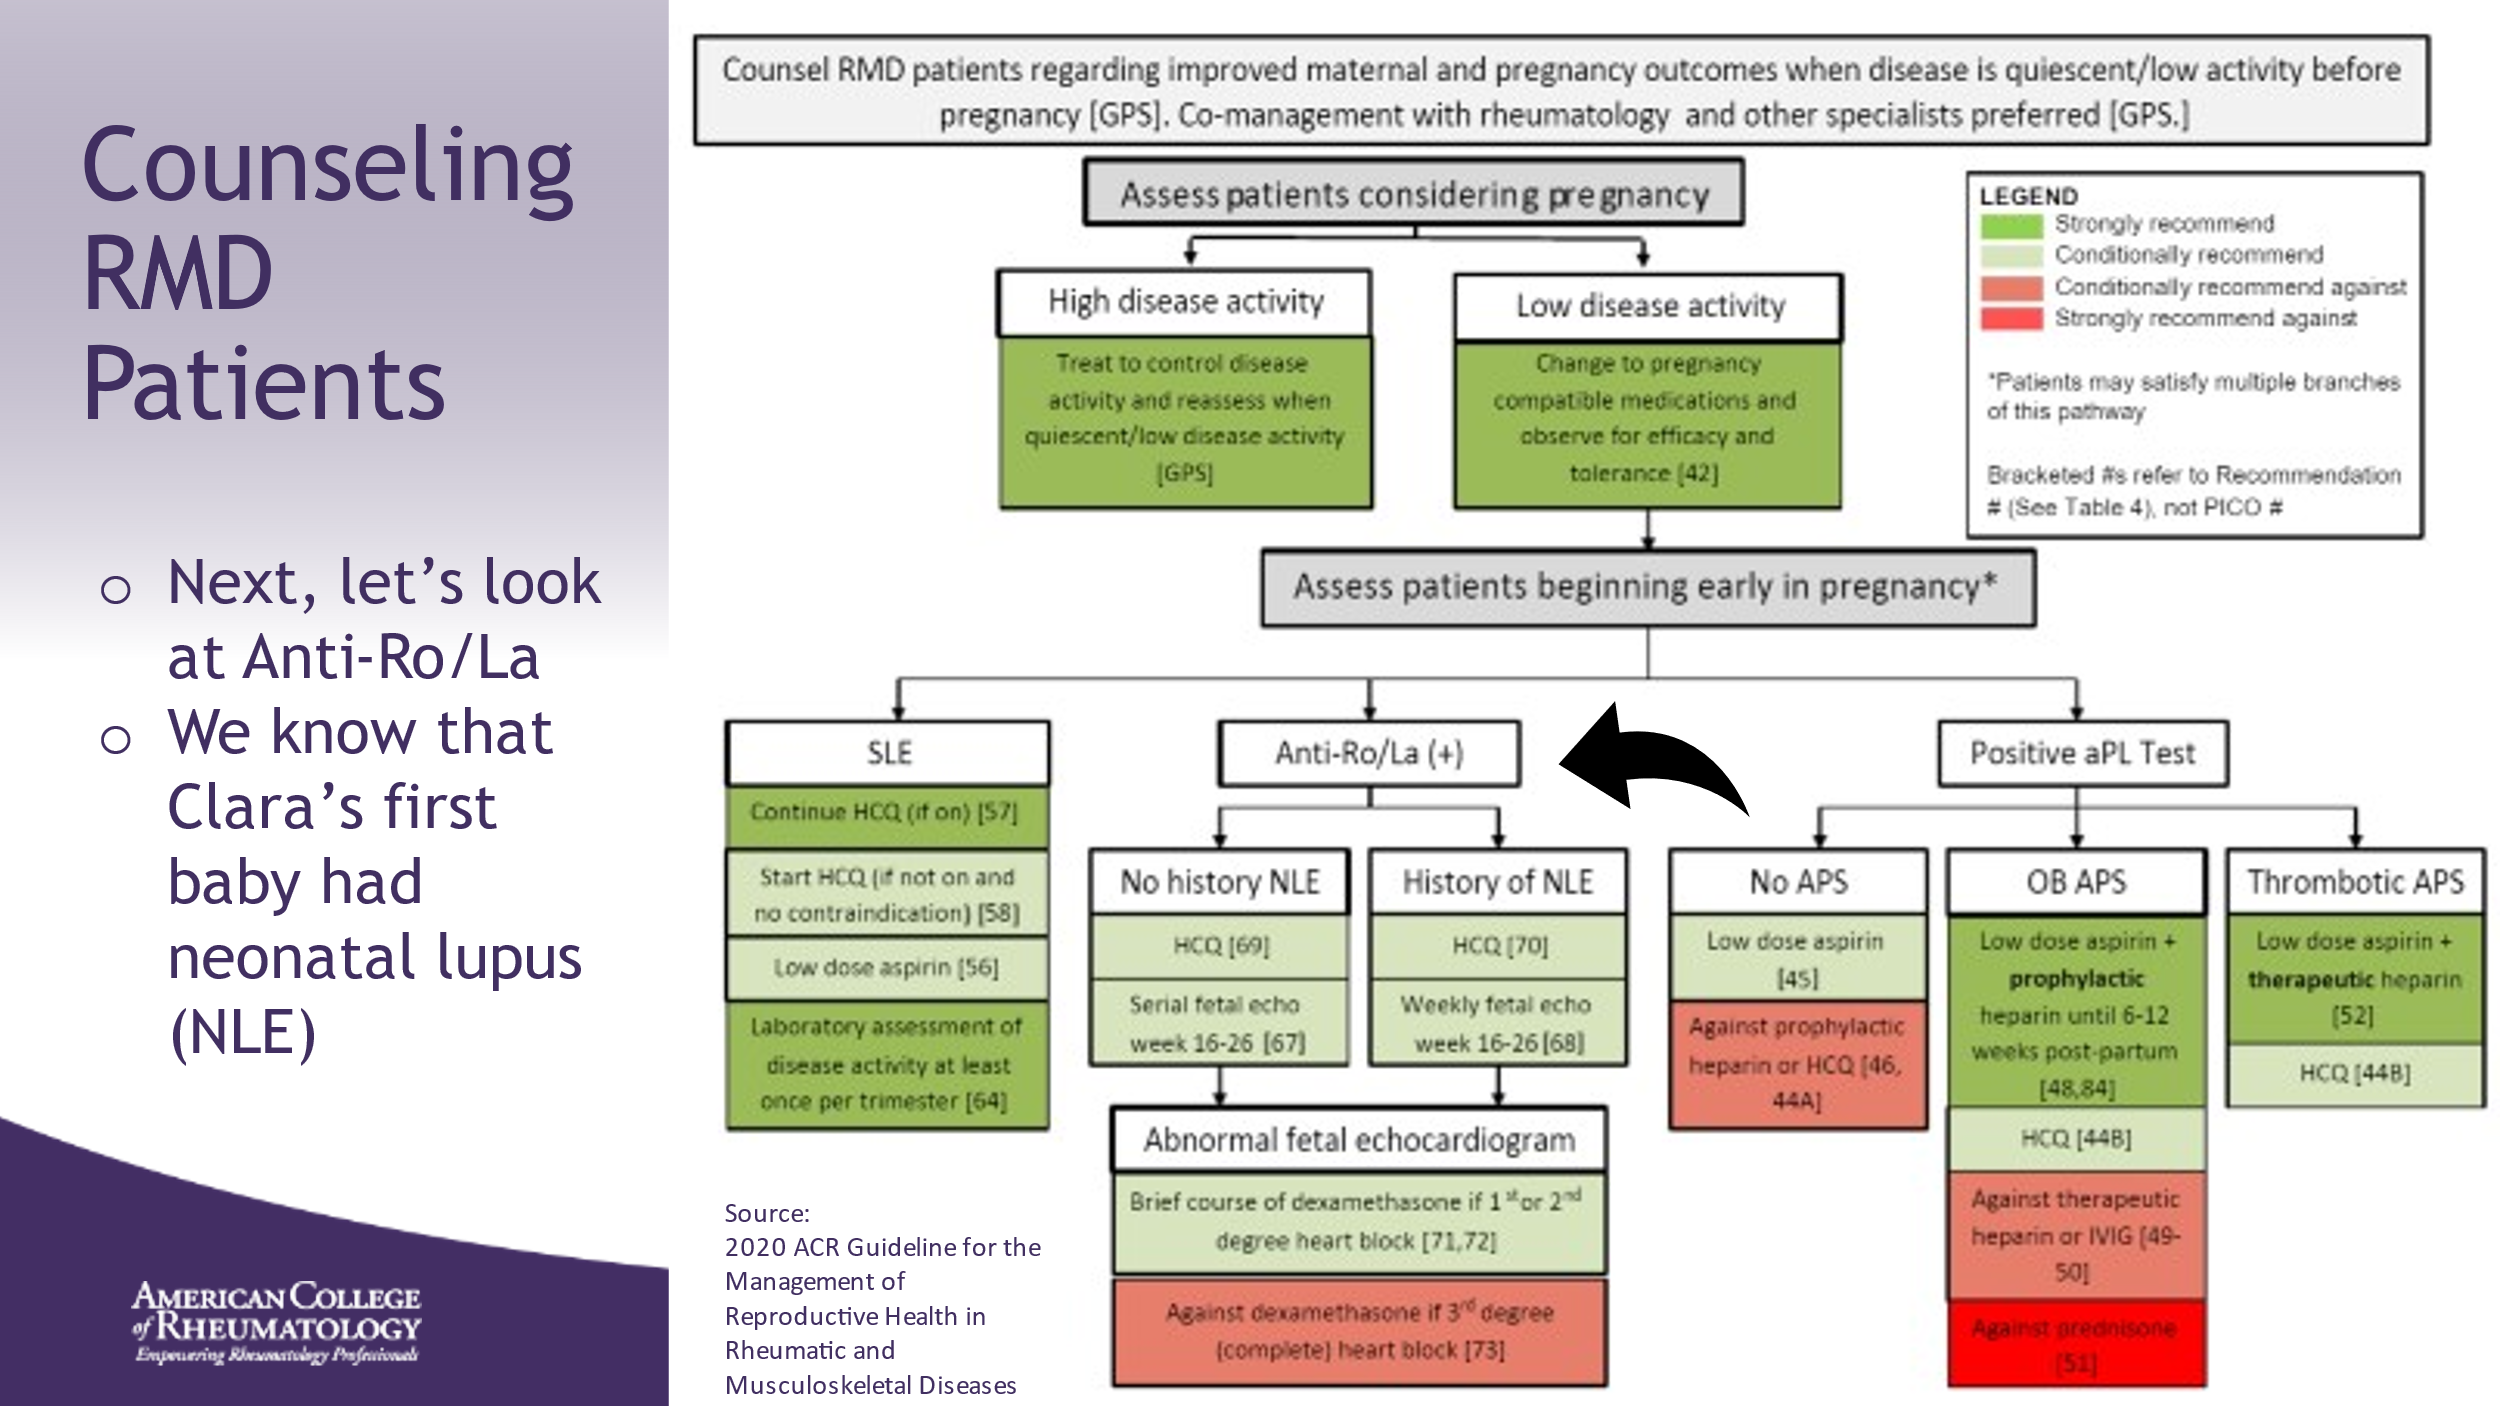 Counseling
RMD
Patients
o Next, let’s look
at Anti-Ro/La
o We know that
Clara’s first
baby had
neonatal lupus
(NLE)
AMERICAN COLLEGE
of RHEUMATOLOGY
Empowering Rheumatology Professionals
Counsel RMD patients regarding improved maternal and pregnancy outcomes when disease is quiescent/low activity before
pregnancy [GPS]. Co-management with rheumatology and other specialists preferred [GPS.]
Assess patients considering pregnancy
LEGEND
Strongly recommend
Conditionally recommend
Conditionally recommend against
Strongly recommend against
*Patients may satisfy multiple branches
of this pathway
Bracketed #s refer to Recommendation
# (See Table 4), not PICO #
High disease activity
Treat to control disease
activity and reassess when
quiescent/low disease activity
[GPS]
Low disease activity
Change to pregnancy
compatible medications and
observe for efficacy and
tolerance [42]
Assess patients beginning early in pregnancy*
SLE
Continue HCQ (if on) [57]
Start HCQ (if not on and
no contraindication) [58]
Low dose aspirin [56]
Laboratory assessment of
disease activity at least
once per trimester [64]
Anti-Ro/La (+)
No history NLE
HCQ [69]
Serial fetal echo
week 16-26 [67]
History of NLE
HCQ [70]
Weekly fetal echo
week 16-26 [68]
Abnormal fetal echocardiogram
Brief course of dexamethasone if 1st or 2nd
degree heart block [71,72]
Against dexamethasone if 3rd degree
(complete) heart block [73]
Positive aPL Test
No APS
Low dose aspirin
[45]
Against prophylactic
heparin or HCQ [46,
44A]
OB APS
Low dose aspirin +
prophylactic
heparin until 6-12
weeks post-partum
[48,84]
HCQ [44B]
Against therapeutic
heparin or IVIG [49-
50]
Against prednisone
[51]
Thrombotic APS
Low dose aspirin +
therapeutic heparin
[52]
HCQ [44B]
Source:
2020 ACR Guideline for the
Management of
Reproductive Health in
Rheumatic and
Musculoskeletal Diseases